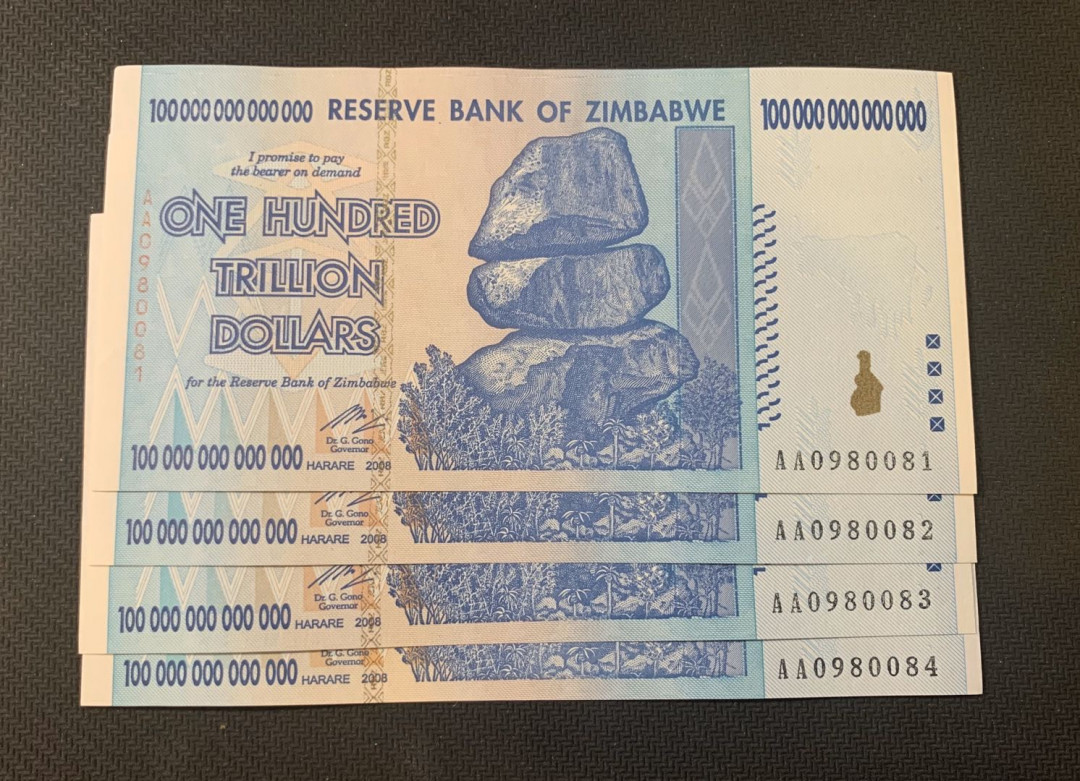 100 000 000 000 000 RESERVE BANK OF ZIMBABWE 100 000 000 000 000
I promise to pay
the bearer on demand
AA0980081
ONE HUNDRED
TRILLION
DOLLARS
for the Reserve Bank of Zimbabwe
Dr. G. Gono
Governor
100 000 000 000 000 HARARE 2008
AA0980081
Dr. G. Gono
Governor
100 000 000 000 000 HARARE 2008
AA0980082
Dr. G. Gono
Governor
100 000 000 000 000 HARARE 2008
AA0980083
Dr. G. Gono
Governor
100 000 000 000 000 HARARE 2008
AA0980084